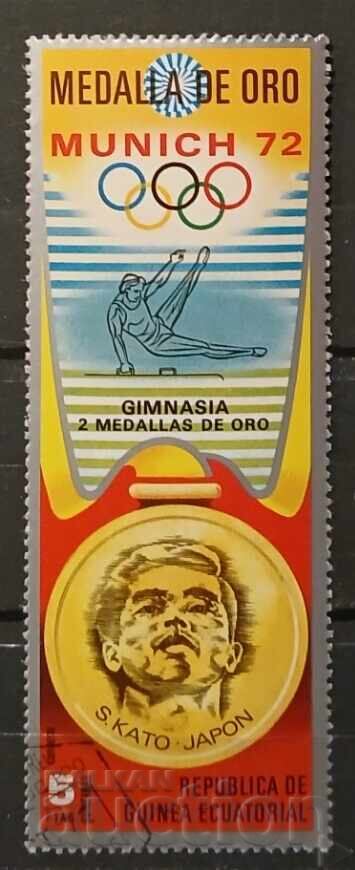 MEDALLA DE ORO
MUNICH 72
GIMNASIA
2 MEDALLAS DE ORO
S.KATO · JAPON
5
REPUBLICA DE
GUINEA ECUATORIAL